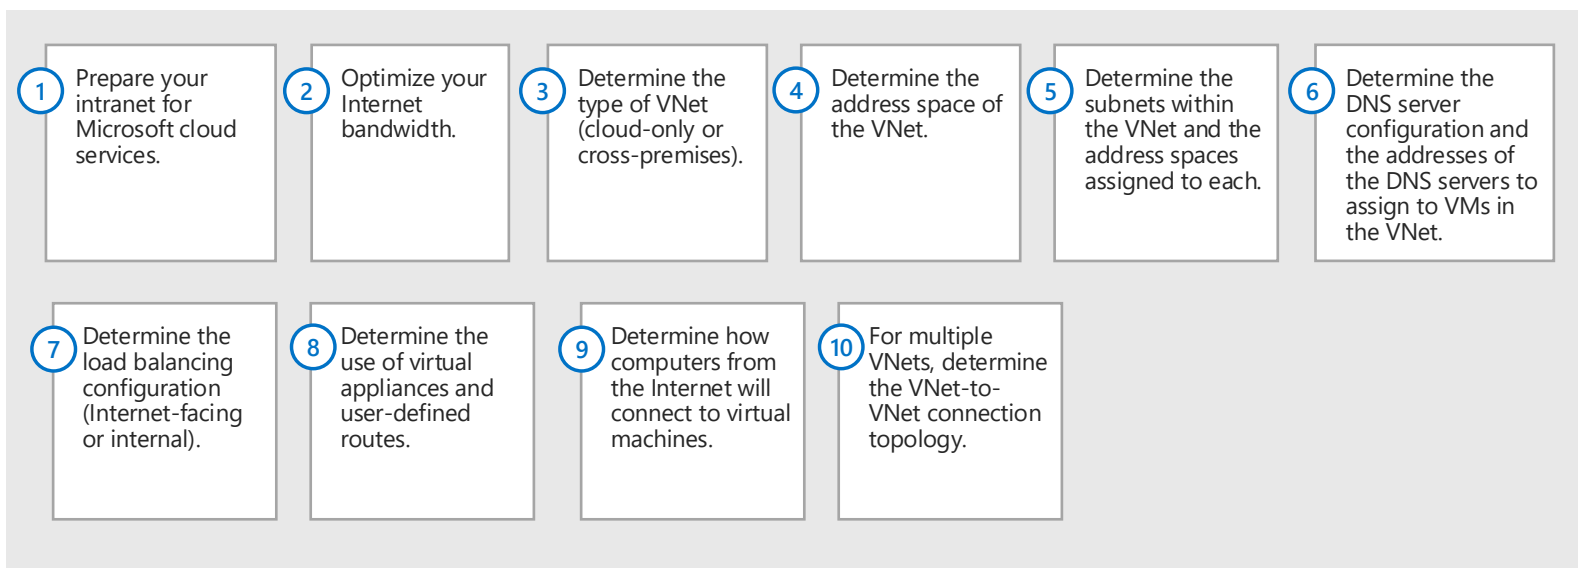 1
Prepare your
intranet for
Microsoft cloud
services.
2
Optimize your
Internet
bandwidth.
3
Determine the
type of VNet
(cloud-only or
cross-premises).
4
Determine the
address space of
the VNet.
5
Determine the
subnets within
the VNet and the
address spaces
assigned to each.
6
Determine the
DNS server
configuration and
the addresses of
the DNS servers to
assign to VMs in
the VNet.
7
Determine the
load balancing
configuration
(Internet-facing
or internal).
8
Determine the
use of virtual
appliances and
user-defined
routes.
9
Determine how
computers from
the Internet will
connect to virtual
machines.
10
For multiple
VNets, determine
the VNet-to-
VNet connection
topology.